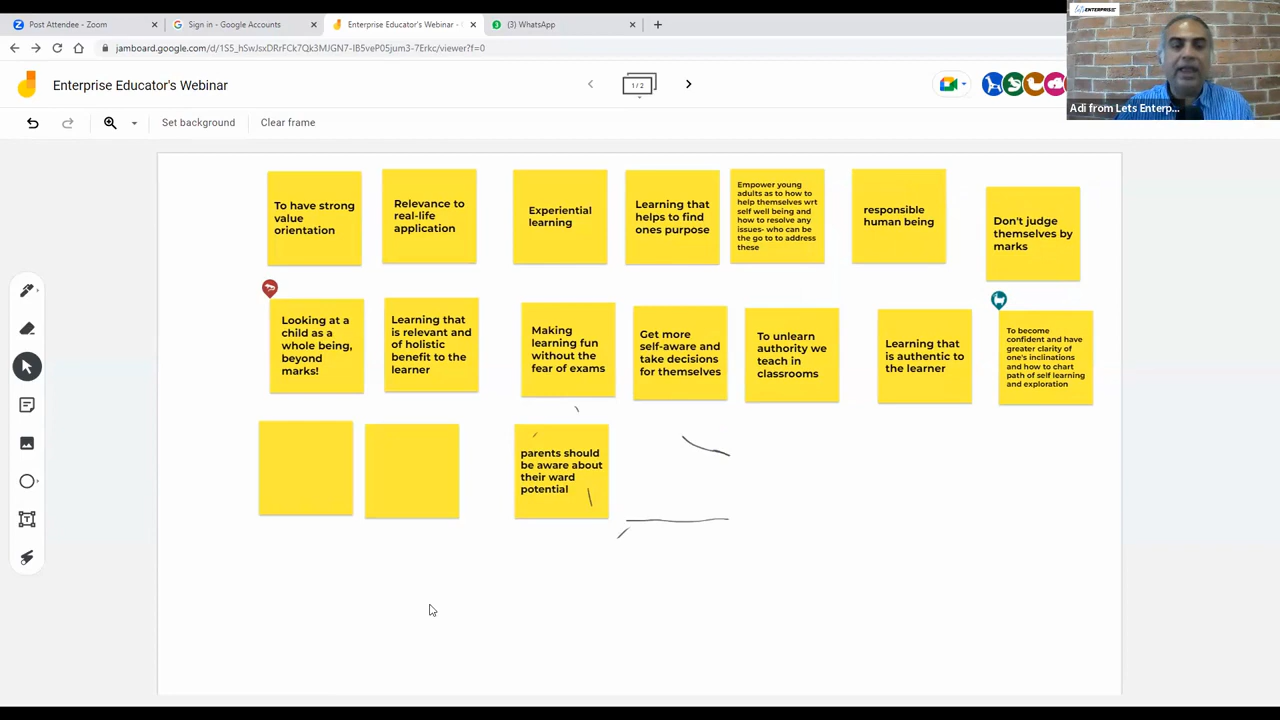 Post Attendee - Zoom
Sign in - Google Accounts
Enterprise Educator's Webinar -
(3) WhatsApp
Lets ENTERPRISE
jamboard.google.com/d/1S5_hSwJsxDRrFCk7Qk3MJGN7-IB5veP05jum3-7Erkc/viewer?f=0
Enterprise Educator's Webinar
1/2
Adi from Lets Enterp...
Set background
Clear frame
To have strong
value
orientation
Relevance to
real-life
application
Experiential
learning
Learning that
helps to find
ones purpose
Empower young
adults as to how to
help themselves wrt
self well being and
how to resolve any
issues- who can be
the go to to address
these
responsible
human being
Don't judge
themselves by
marks
Looking at a
child as a
whole being,
beyond
marks!
Learning that
is relevant and
of holistic
benefit to the
learner
Making
learning fun
without the
fear of exams
Get more
self-aware and
take decisions
for themselves
To unlearn
authority we
teach in
classrooms
Learning that
is authentic to
the learner
To become
confident and have
greater clarity of
one's inclinations
and how to chart
path of self learning
and exploration
parents should
be aware about
their ward
potential